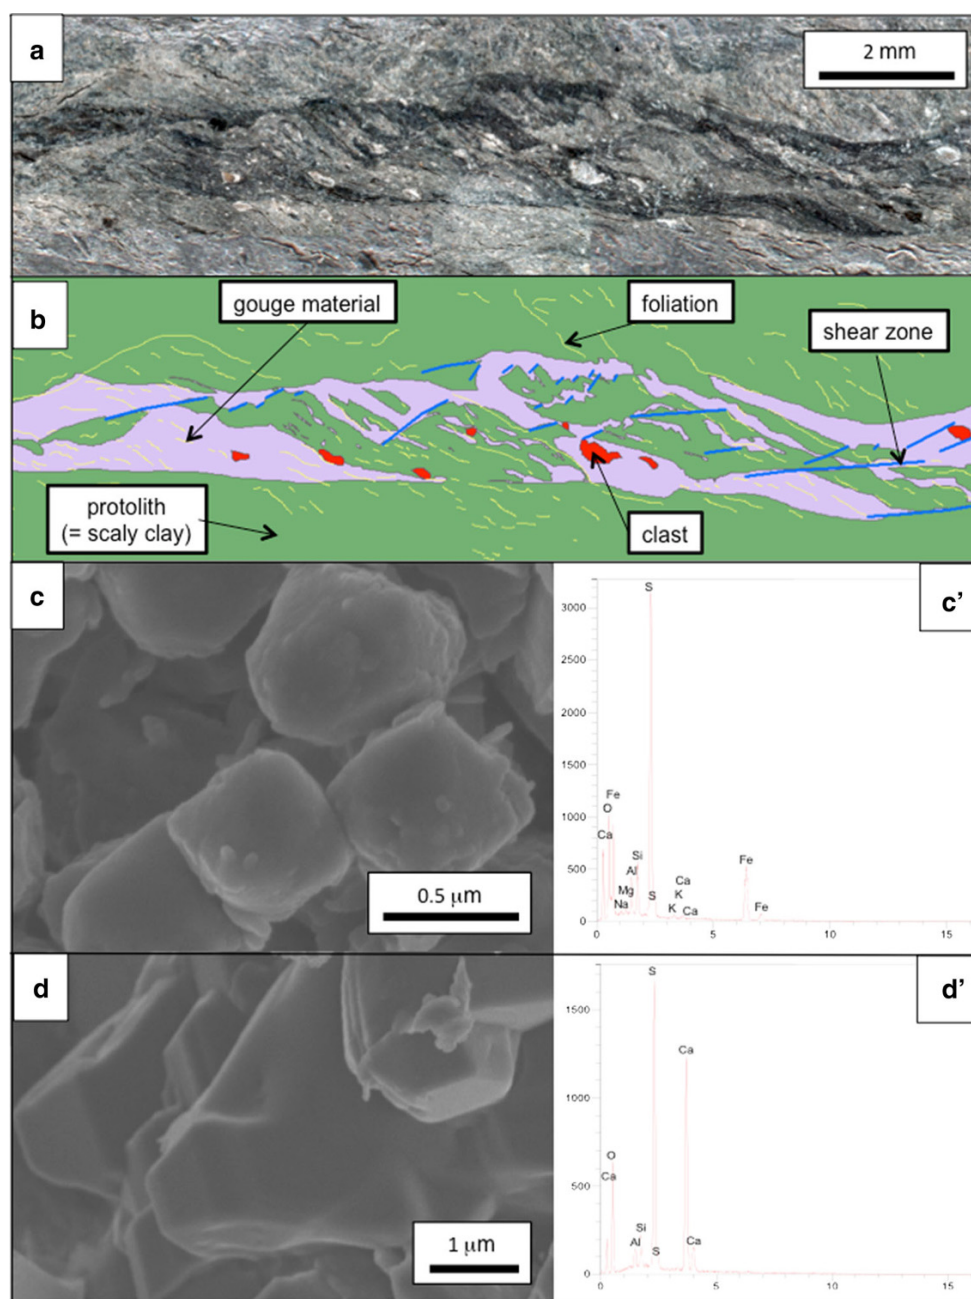 a
2 mm
b
gouge material
foliation
shear zone
protolith
(= scaly clay)
clast
c
0.5 µm
c’
3000
2500
2000
1500
1000
500
0
S
Fe
O
Ca
Si
Al
Mg
Na
S
Ca
K
K
Ca
Fe
Fe
0 5 10 15
d
1 µm
d’
1500
1000
500
0
S
Ca
O
Ca
Si
Al
S
Ca
0 5 10 15